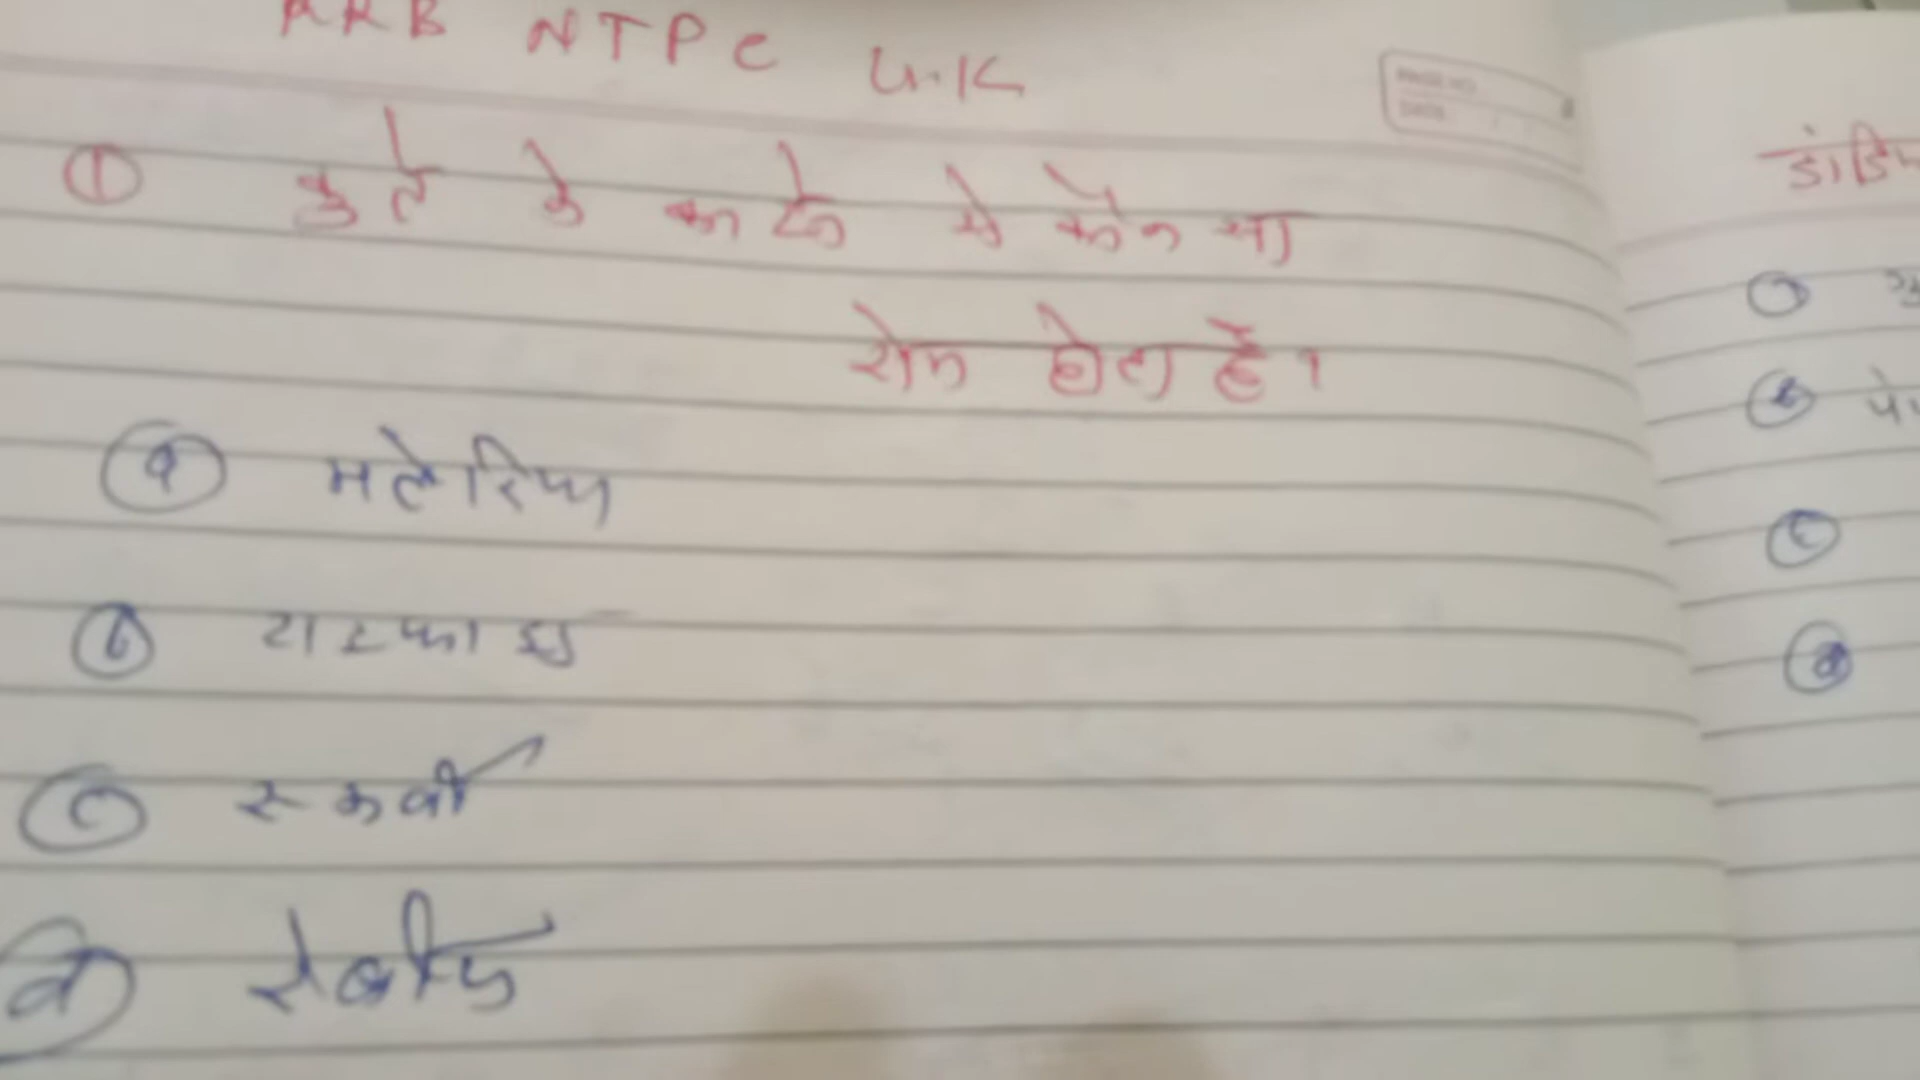 RRB NTPC G.K
① कुते के काटने से कौन सा
रोग होता है।
ⓐ मलेरिया
ⓑ टाइफाइड
ⓒ स्कर्वी
ⓓ रेबीज